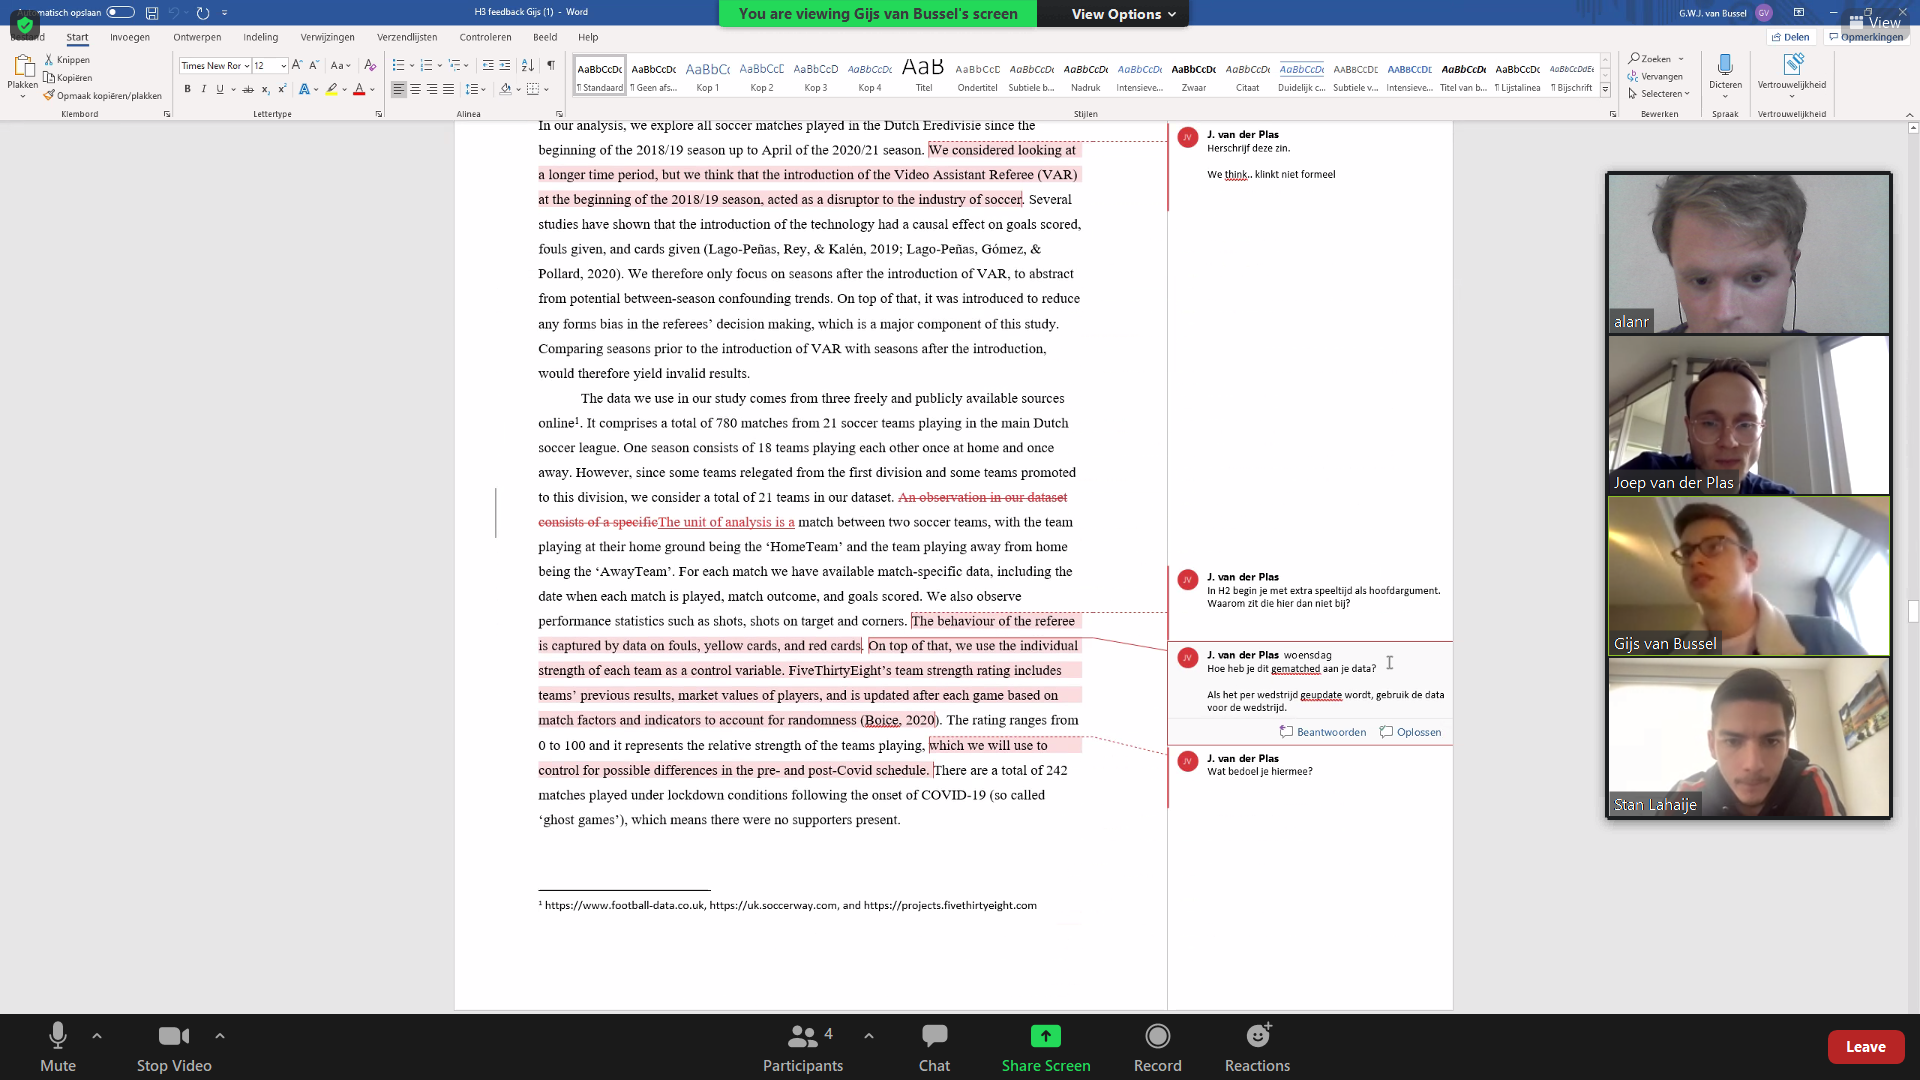 Automatisch opslaan
H3 feedback Gijs (1) - Word
You are viewing Gijs van Bussel's screen
View Options
G.W.J. van Bussel
GV
View
Bestand
Start
Invoegen
Ontwerpen
Indeling
Verwijzingen
Verzendlijsten
Controleren
Beeld
Help
Delen
Opmerkingen
Plakken
Knippen
Kopiëren
Opmaak kopiëren/plakken
Klembord
Times New Ror
12
Lettertype
Alinea
AaBbCcDc
¶ Standaard
AaBbCcDc
¶ Geen afs...
AaBbCc
Kop 1
AaBbCcD
Kop 2
AaBbCcD
Kop 3
AaBbCcDc
Kop 4
AaB
Titel
AaBbCcD
Ondertitel
AaBbCcDc
Subtiele b...
AaBbCcDc
Nadruk
AaBbCcDc
Intensieve...
AaBbCcDc
Zwaar
AaBbCcDc
Citaat
AaBbCcDc
Duidelijk c...
AaBbCcDc
Subtiele v...
AaBbCcDc
Intensieve...
AaBbCcDc
Titel van b...
AaBbCcDc
¶ Lijstalinea
AaBbCcDdEe
¶ Bijschrift
Stijlen
Zoeken
Vervangen
Selecteren
Bewerken
Dicteren
Spraak
Vertrouwelijkheid
Vertrouwelijkheid
In our analysis, we explore all soccer matches played in the Dutch Eredivisie since the
beginning of the 2018/19 season up to April of the 2020/21 season. We considered looking at
a longer time period, but we think that the introduction of the Video Assistant Referee (VAR)
at the beginning of the 2018/19 season, acted as a disruptor to the industry of soccer. Several
studies have shown that the introduction of the technology had a causal effect on goals scored,
fouls given, and cards given (Lago-Peñas, Rey, & Kalén, 2019; Lago-Peñas, Gómez, &
Pollard, 2020). We therefore only focus on seasons after the introduction of VAR, to abstract
from potential between-season confounding trends. On top of that, it was introduced to reduce
any forms bias in the referees' decision making, which is a major component of this study.
Comparing seasons prior to the introduction of VAR with seasons after the introduction,
would therefore yield invalid results.
The data we use in our study comes from three freely and publicly available sources
online¹. It comprises a total of 780 matches from 21 soccer teams playing in the main Dutch
soccer league. One season consists of 18 teams playing each other once at home and once
away. However, since some teams relegated from the first division and some teams promoted
to this division, we consider a total of 21 teams in our dataset. An observation in our dataset
consists of a specificThe unit of analysis is a match between two soccer teams, with the team
playing at their home ground being the 'HomeTeam' and the team playing away from home
being the 'AwayTeam'. For each match we have available match-specific data, including the
date when each match is played, match outcome, and goals scored. We also observe
performance statistics such as shots, shots on target and corners. The behaviour of the referee
is captured by data on fouls, yellow cards, and red cards. On top of that, we use the individual
strength of each team as a control variable. FiveThirtyEight's team strength rating includes
teams' previous results, market values of players, and is updated after each game based on
match factors and indicators to account for randomness (Boice, 2020). The rating ranges from
0 to 100 and it represents the relative strength of the teams playing, which we will use to
control for possible differences in the pre- and post-Covid schedule. There are a total of 242
matches played under lockdown conditions following the onset of COVID-19 (so called
'ghost games'), which means there were no supporters present.
¹ https://www.football-data.co.uk, https://uk.soccerway.com, and https://projects.fivethirtyeight.com
JV
J. van der Plas
Herschrijf deze zin.
We think.. klinkt niet formeel
JV
J. van der Plas
In H2 begin je met extra speeltijd als hoofdargument.
Waarom zit die hier dan niet bij?
JV
J. van der Plas woensdag
Hoe heb je dit gematched aan je data?
Als het per wedstrijd geupdate wordt, gebruik de data
voor de wedstrijd.
Beantwoorden
Oplossen
JV
J. van der Plas
Wat bedoel je hiermee?
alanr
Joep van der Plas
Gijs van Bussel
Stan Lahaije
Mute
Stop Video
Participants
4
Chat
Share Screen
Record
Reactions
Leave